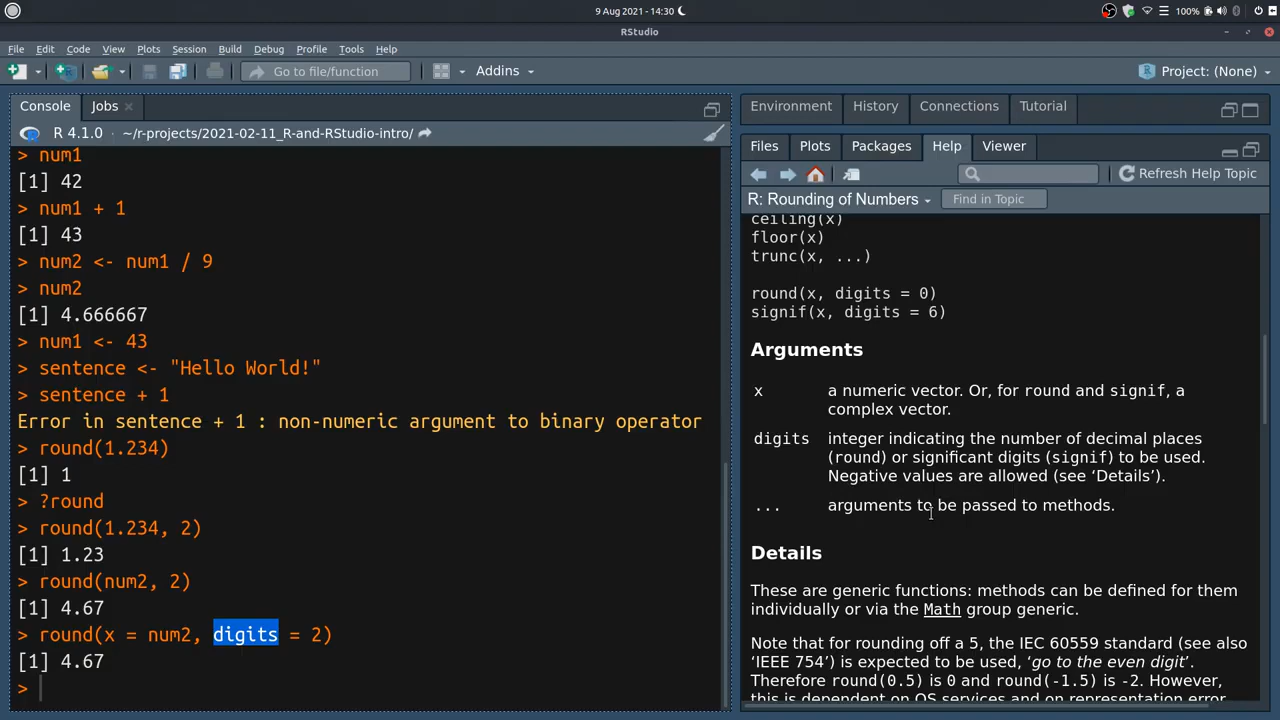 9 Aug 2021 - 14:30
100%
RStudio
File Edit Code View Plots Session Build Debug Profile Tools Help
Go to file/function
Addins
Project: (None)
Console Jobs
R 4.1.0 ~/r-projects/2021-02-11_R-and-RStudio-intro/
> num1
[1] 42
> num1 + 1
[1] 43
> num2 <- num1 / 9
> num2
[1] 4.666667
> num1 <- 43
> sentence <- "Hello World!"
> sentence + 1
Error in sentence + 1 : non-numeric argument to binary operator
> round(1.234)
[1] 1
> ?round
> round(1.234, 2)
[1] 1.23
> round(num2, 2)
[1] 4.67
> round(x = num2, digits = 2)
[1] 4.67
>
Environment History Connections Tutorial
Files Plots Packages Help Viewer
Refresh Help Topic
R: Rounding of Numbers Find in Topic
ceiling(x)
floor(x)
trunc(x, ...)
round(x, digits = 0)
signif(x, digits = 6)
Arguments
x a numeric vector. Or, for round and signif, a
complex vector.
digits integer indicating the number of decimal places
(round) or significant digits (signif) to be used.
Negative values are allowed (see ‘Details’).
... arguments to be passed to methods.
Details
These are generic functions: methods can be defined for them
individually or via the Math group generic.
Note that for rounding off a 5, the IEC 60559 standard (see also
‘IEEE 754’) is expected to be used, ‘go to the even digit’.
Therefore round(0.5) is 0 and round(-1.5) is -2. However,
this is dependent on OS services and on representation error